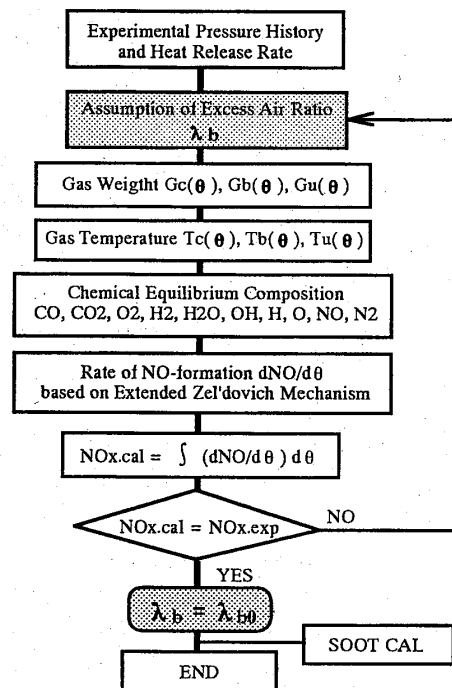 Experimental Pressure History
and Heat Release Rate
Assumption of Excess Air Ratio
λb
Gas Weigtht Gc(θ), Gb(θ), Gu(θ)
Gas Temperature Tc(θ), Tb(θ), Tu(θ)
Chemical Equilibrium Composition
CO, CO2, O2, H2, H2O, OH, H, O, NO, N2
Rate of NO-formation dNO/dθ
based on Extended Zel'dovich Mechanism
NOx.cal = ∫ (dNO/dθ) dθ
NOx.cal = NOx.exp
NO
YES
λb = λb0
SOOT CAL
END